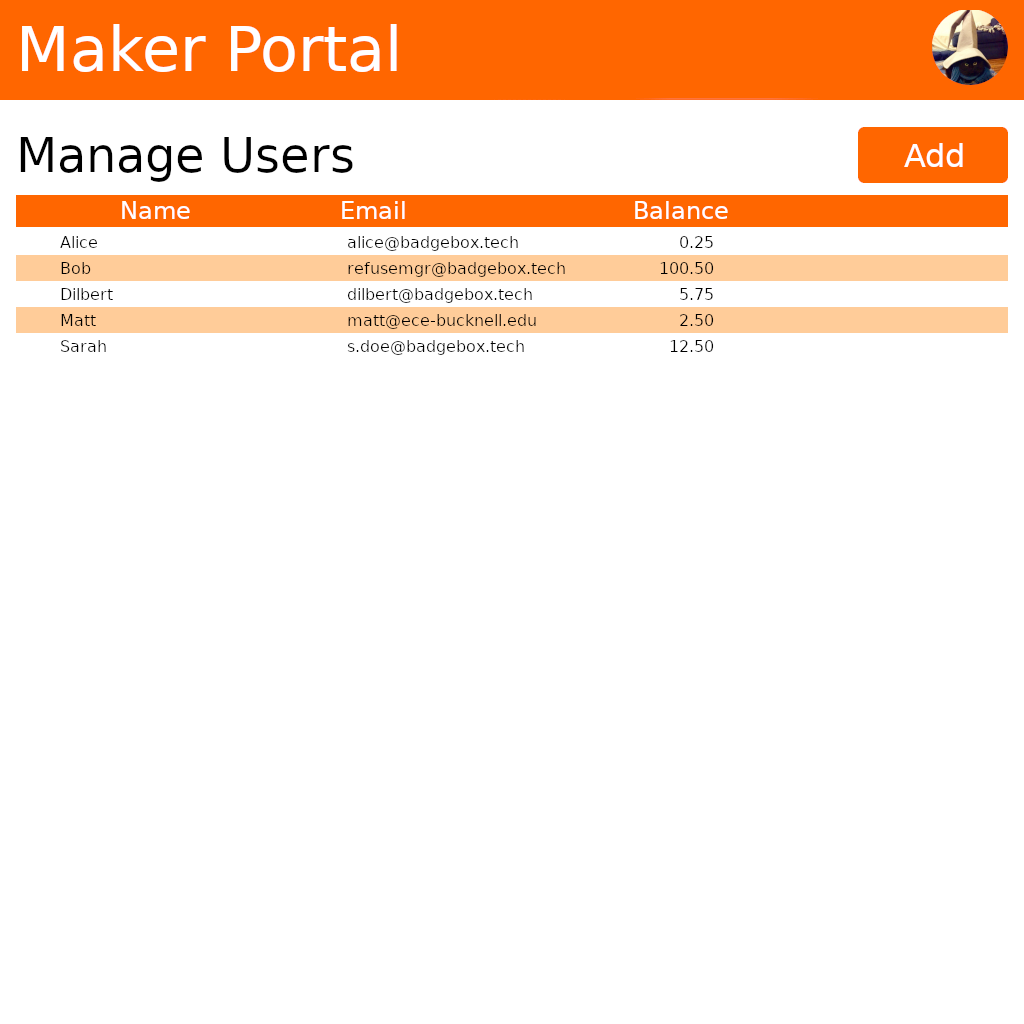 Maker Portal
Manage Users
Add
Name Email Balance
Alice alice@badgebox.tech 0.25
Bob refusemgr@badgebox.tech 100.50
Dilbert dilbert@badgebox.tech 5.75
Matt matt@ece-bucknell.edu 2.50
Sarah s.doe@badgebox.tech 12.50